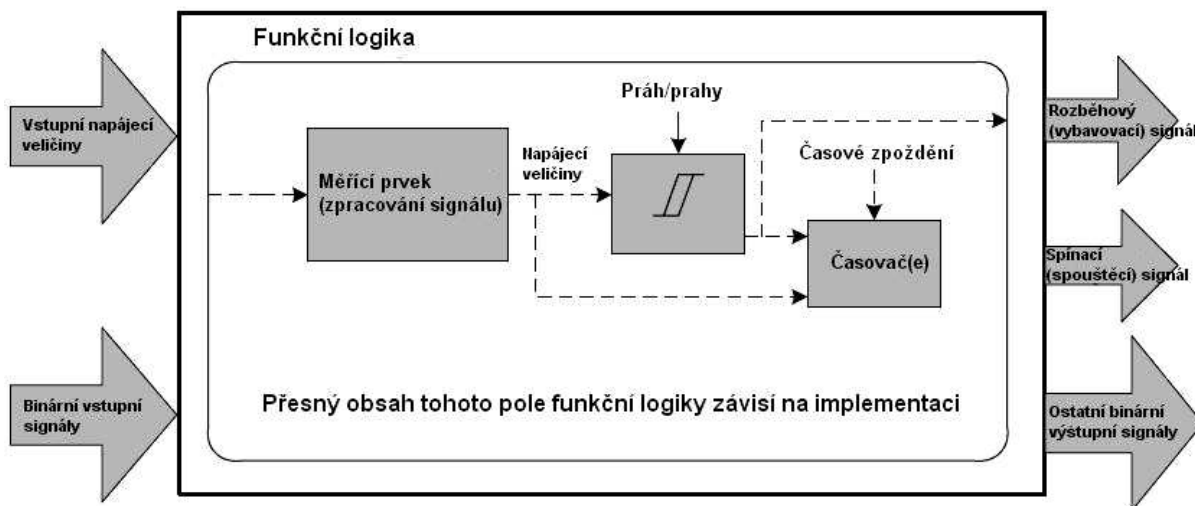 Funkční logika
Vstupní napájecí
veličiny
Binární vstupní
signály
Měřící prvek
(zpracování signálu)
Napájecí
veličiny
Práh/prahy
Časové zpoždění
Časovač(e)
Přesný obsah tohoto pole funkční logiky závisí na implementaci
Rozběhový
(vybavovací) signál
Spínací
(spouštěcí) signál
Ostatní binární
výstupní signály